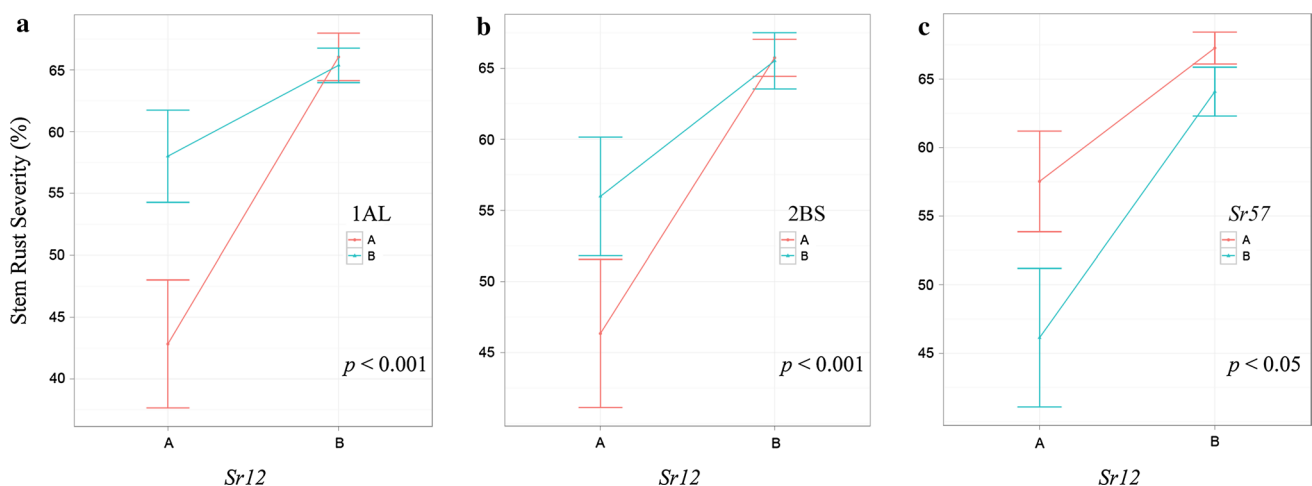 a
Stem Rust Severity (%)
65
60
55
50
45
40
1AL
A
B
p < 0.001
A B
Sr12
b
65
60
55
50
45
2BS
A
B
p < 0.001
A B
Sr12
c
65
60
55
50
45
Sr57
A
B
p < 0.05
A B
Sr12